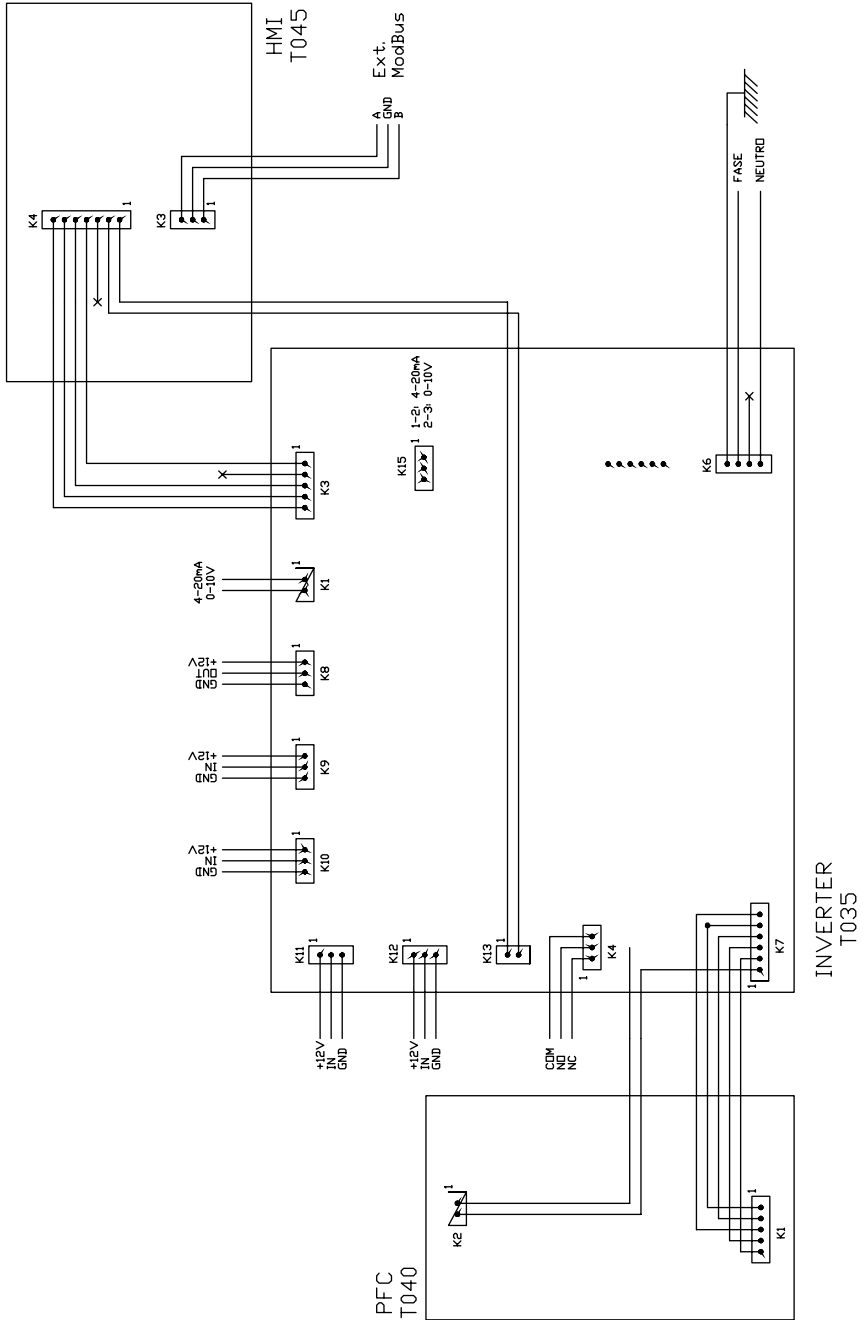 HMI
T045
K4
1
K3
1
A
GND
B
Ext.
ModBus
FASE
NEUTRO
4-20mA
0-10V
+12V
OUT
GND
+12V
IN
GND
+12V
IN
GND
1
K3
1
K1
1
K8
1
K9
1
K10
K15
1
1-2: 4-20mA
2-3: 0-10V
K6
K11
1
K12
1
K13
1
K4
1
K7
1
+12V
IN
GND
+12V
IN
GND
COM
NO
NC
INVERTER
T035
K2
1
K1
1
PFC
T040